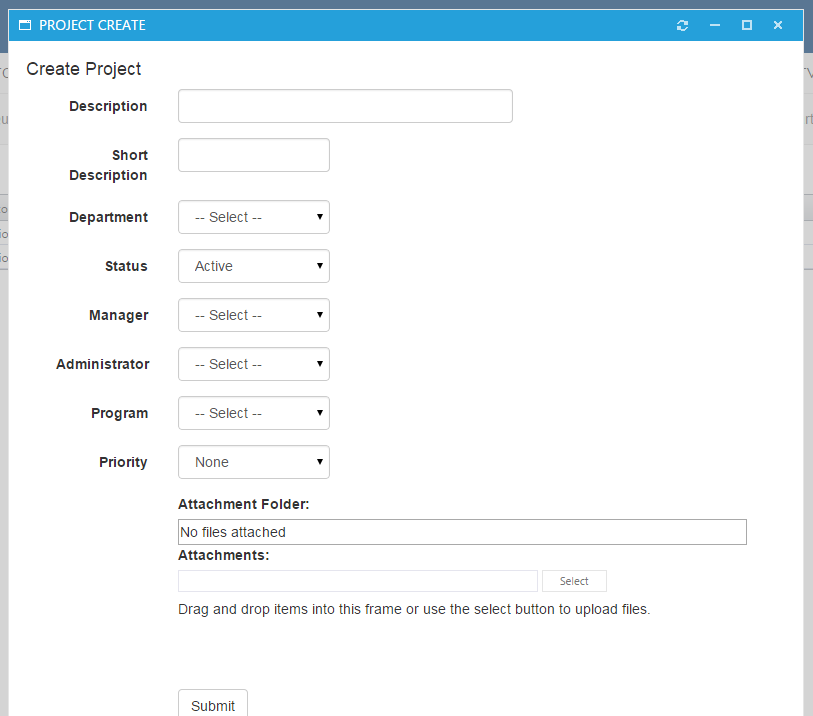 PROJECT CREATE
Create Project
Description
Short
Description
Department -- Select --
Status Active
Manager -- Select --
Administrator -- Select --
Program -- Select --
Priority None
Attachment Folder:
No files attached
Attachments:
Select
Drag and drop items into this frame or use the select button to upload files.
Submit